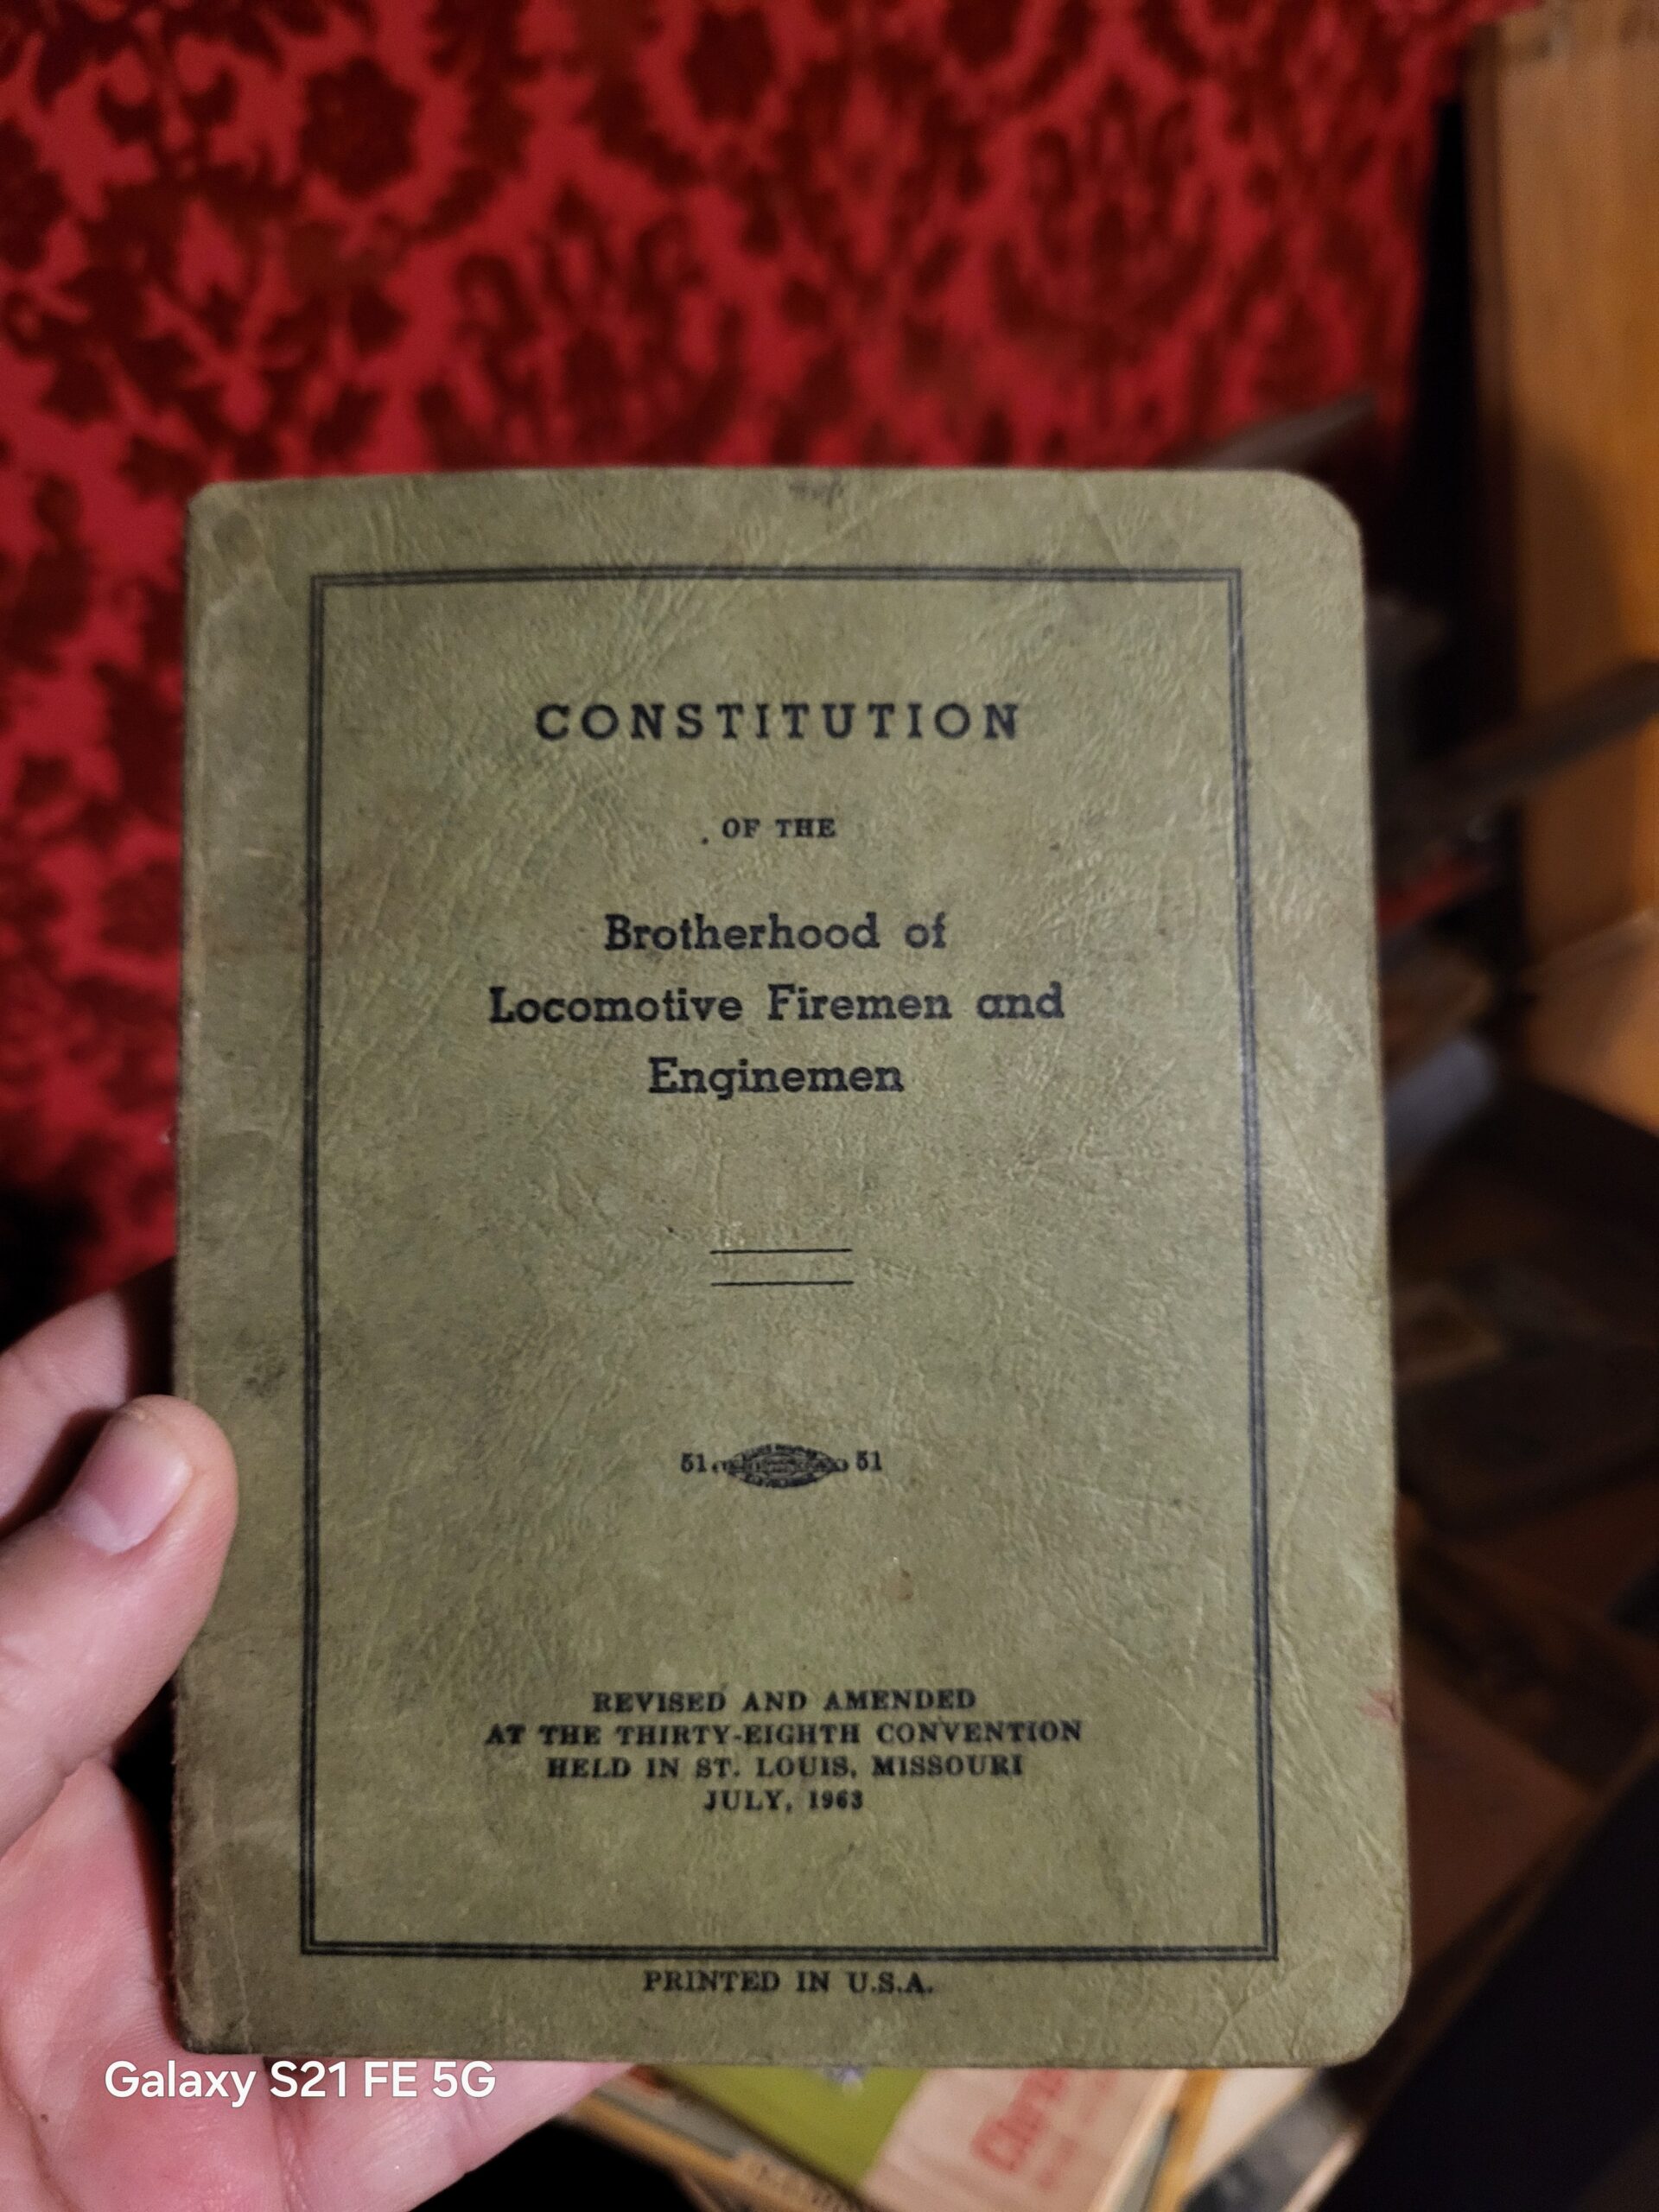 CONSTITUTION
OF THE
Brotherhood of
Locomotive Firemen and
Enginemen
51 51
REVISED AND AMENDED
AT THE THIRTY-EIGHTH CONVENTION
HELD IN ST. LOUIS, MISSOURI
JULY, 1963
PRINTED IN U.S.A.
Galaxy S21 FE 5G